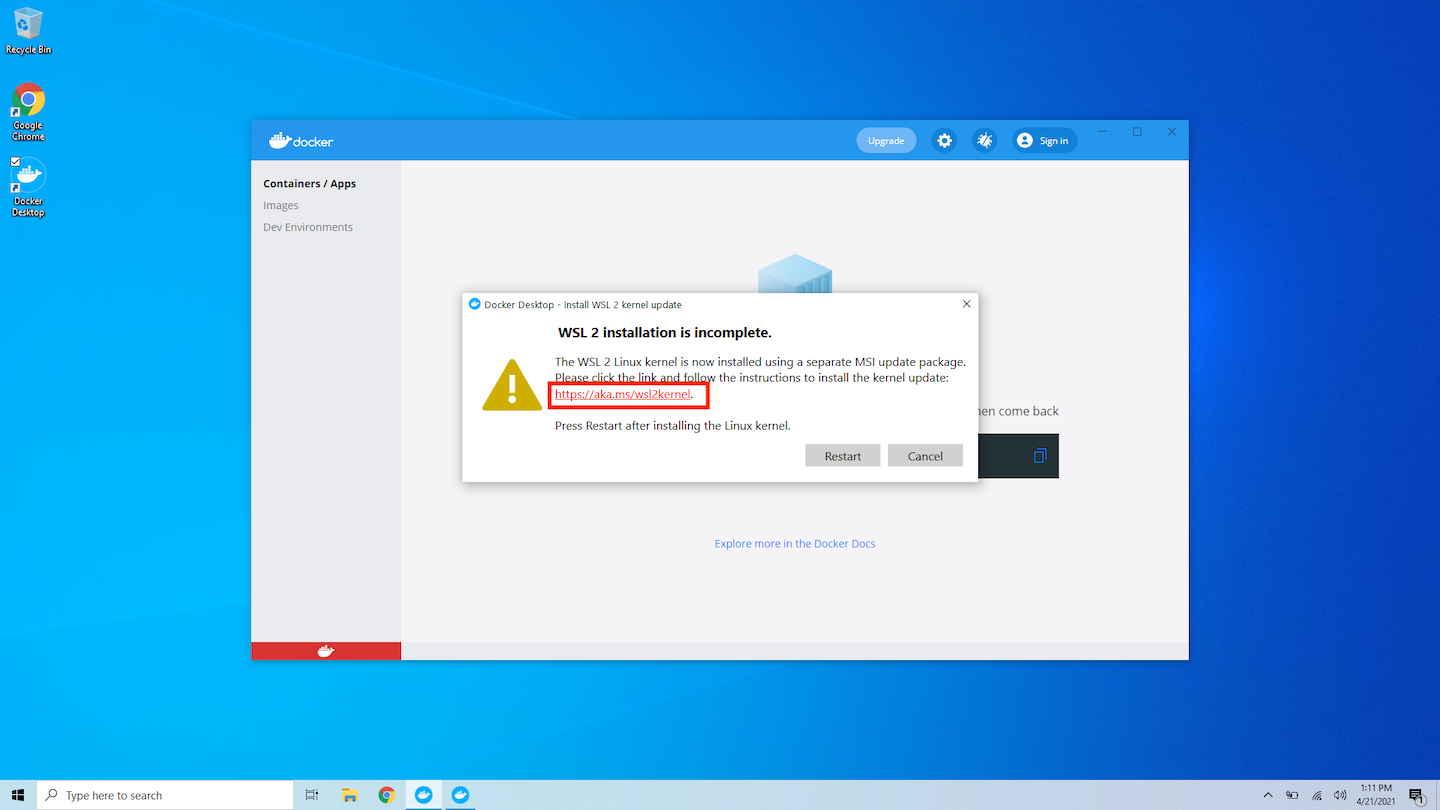 Recycle Bin
Google
Chrome
Docker
Desktop
docker
Upgrade
Sign in
Containers / Apps
Images
Dev Environments
Docker Desktop - Install WSL 2 kernel update
WSL 2 installation is incomplete.
The WSL 2 Linux kernel is now installed using a separate MSI update package.
Please click the link and follow the instructions to install the kernel update:
https://aka.ms/wsl2kernel.
Press Restart after installing the Linux kernel.
Restart
Cancel
come back
Explore more in the Docker Docs
Type here to search
1:11 PM
4/21/2021
1